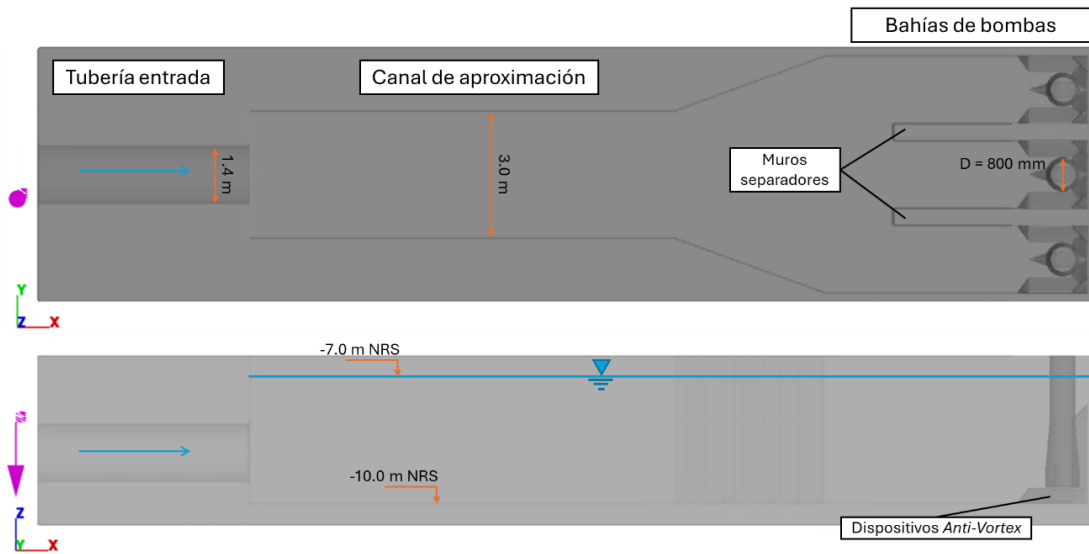 Bahías de bombas
Tubería entrada
Canal de aproximación
1.4 m
3.0 m
Muros
separadores
D = 800 mm
Y
Z
X
-7.0 m NRS
-10.0 m NRS
Z
Y
X
Dispositivos Anti-Vortex